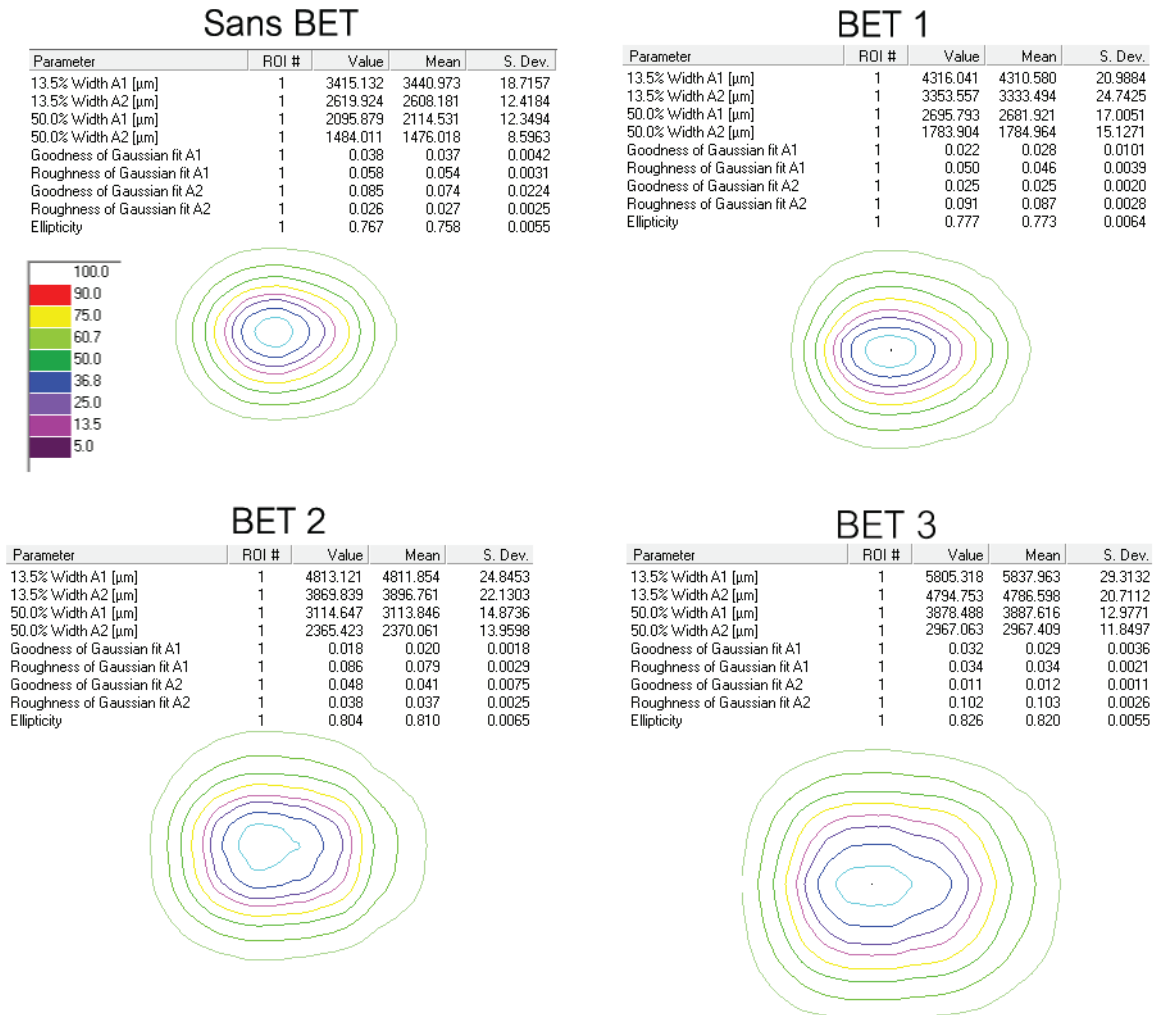 Sans BET
Parameter ROI # Value Mean S. Dev.
13.5% Width A1 [µm] 1 3415.132 3440.973 18.7157
13.5% Width A2 [µm] 1 2619.924 2608.181 12.4184
50.0% Width A1 [µm] 1 2095.879 2114.531 12.3494
50.0% Width A2 [µm] 1 1484.011 1476.018 8.5963
Goodness of Gaussian fit A1 1 0.038 0.037 0.0042
Roughness of Gaussian fit A1 1 0.058 0.054 0.0031
Goodness of Gaussian fit A2 1 0.085 0.074 0.0224
Roughness of Gaussian fit A2 1 0.026 0.027 0.0025
Ellipticity 1 0.767 0.758 0.0055
100.0
90.0
75.0
60.7
50.0
36.8
25.0
13.5
5.0
BET 1
Parameter ROI # Value Mean S. Dev.
13.5% Width A1 [µm] 1 4316.041 4310.580 20.9884
13.5% Width A2 [µm] 1 3353.557 3333.494 24.7425
50.0% Width A1 [µm] 1 2695.793 2681.921 17.0051
50.0% Width A2 [µm] 1 1783.904 1784.964 15.1271
Goodness of Gaussian fit A1 1 0.022 0.028 0.0101
Roughness of Gaussian fit A1 1 0.050 0.046 0.0039
Goodness of Gaussian fit A2 1 0.025 0.025 0.0020
Roughness of Gaussian fit A2 1 0.091 0.087 0.0028
Ellipticity 1 0.777 0.773 0.0064
BET 2
Parameter ROI # Value Mean S. Dev.
13.5% Width A1 [µm] 1 4813.121 4811.854 24.8453
13.5% Width A2 [µm] 1 3869.839 3896.761 22.1303
50.0% Width A1 [µm] 1 3114.647 3113.846 14.8736
50.0% Width A2 [µm] 1 2365.423 2370.061 13.9598
Goodness of Gaussian fit A1 1 0.018 0.020 0.0018
Roughness of Gaussian fit A1 1 0.086 0.079 0.0029
Goodness of Gaussian fit A2 1 0.048 0.041 0.0075
Roughness of Gaussian fit A2 1 0.038 0.037 0.0025
Ellipticity 1 0.804 0.810 0.0065
BET 3
Parameter ROI # Value Mean S. Dev.
13.5% Width A1 [µm] 1 5805.318 5837.963 29.3132
13.5% Width A2 [µm] 1 4794.753 4786.598 20.7112
50.0% Width A1 [µm] 1 3878.488 3887.616 12.9771
50.0% Width A2 [µm] 1 2967.063 2967.409 11.8497
Goodness of Gaussian fit A1 1 0.032 0.029 0.0036
Roughness of Gaussian fit A1 1 0.034 0.034 0.0021
Goodness of Gaussian fit A2 1 0.011 0.012 0.0011
Roughness of Gaussian fit A2 1 0.102 0.103 0.0026
Ellipticity 1 0.826 0.820 0.0055